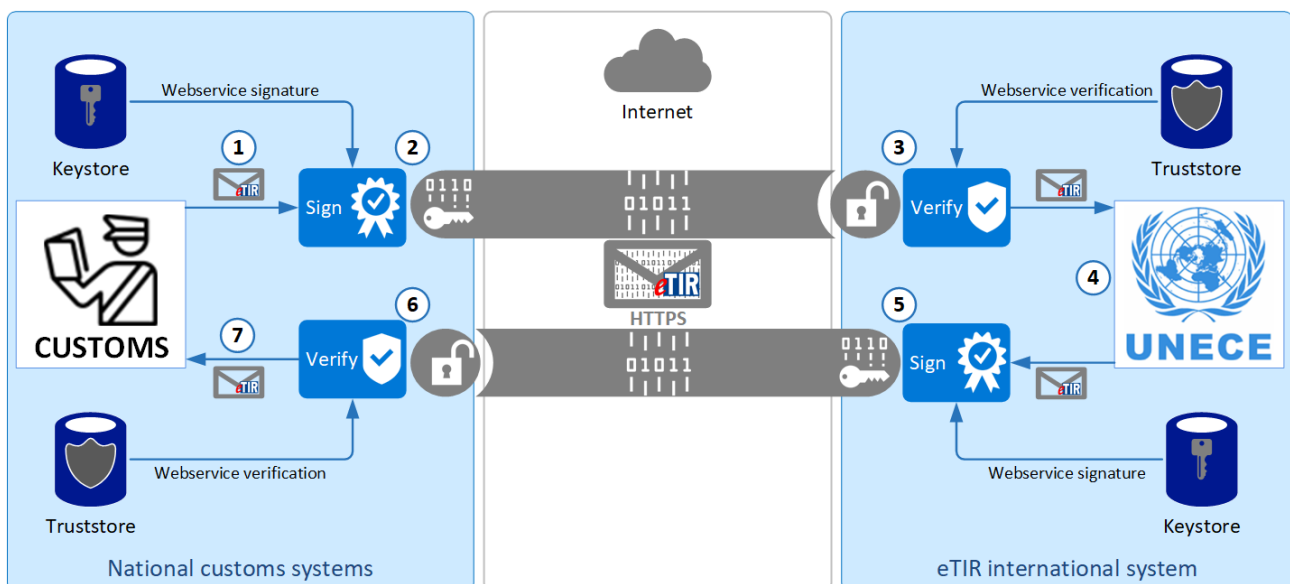 Webservice signature
Keystore
1
eTIR
2
Sign
0110
CUSTOMS
Internet
01011
eTIR
HTTPS
3
Webservice verification
Truststore
Verify
eTIR
4
UNECE
5
Sign
0110
eTIR
Webservice signature
Keystore
01011
6
Verify
7
eTIR
Webservice verification
Truststore
National customs systems
eTIR international system